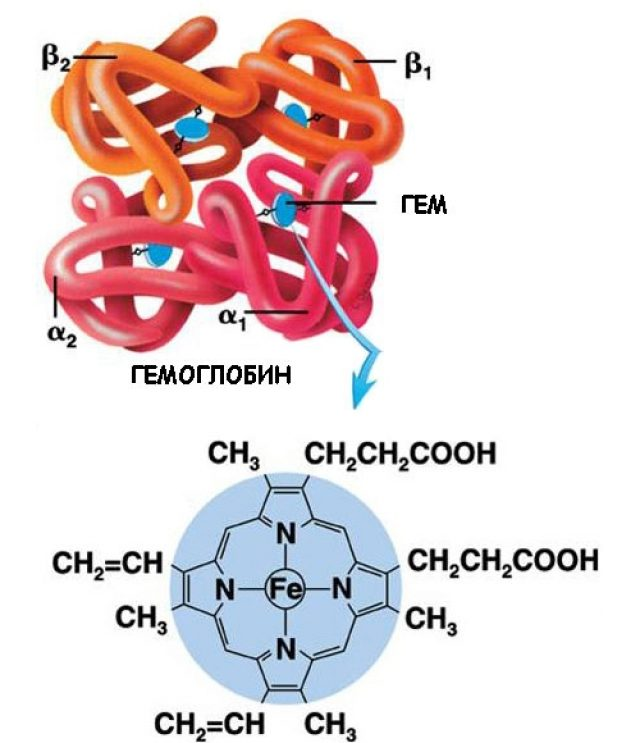 β₂
β₁
ГЕМ
α₁
α₂
ГЕМОГЛОБИН
CH₃ CH₂CH₂COOH
N
CH₂=CH CH₂CH₂COOH
N Fe N
CH₃ CH₃
N
CH₂=CH CH₃